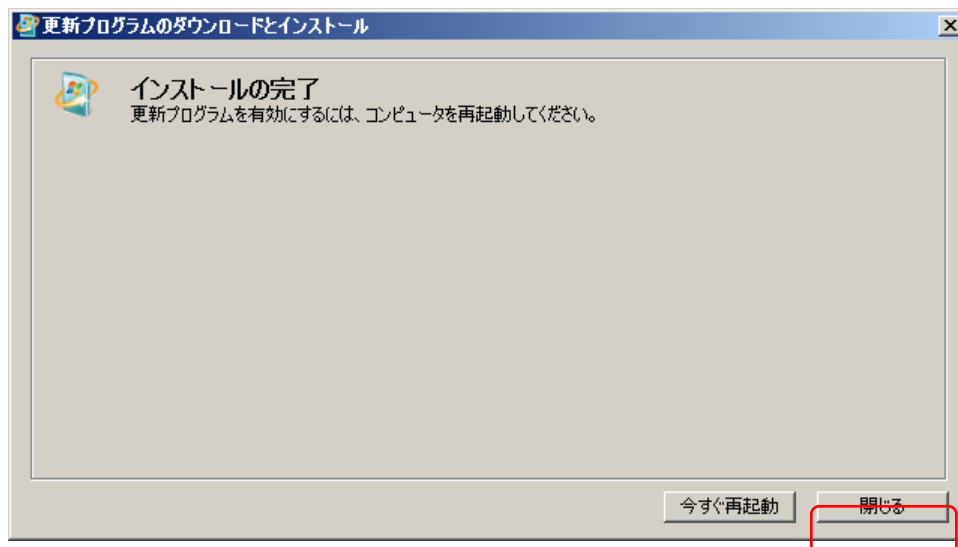 更新プログラムのダウンロードとインストール
インストールの完了
更新プログラムを有効にするには、コンピュータを再起動してください。
今すぐ再起動
閉じる